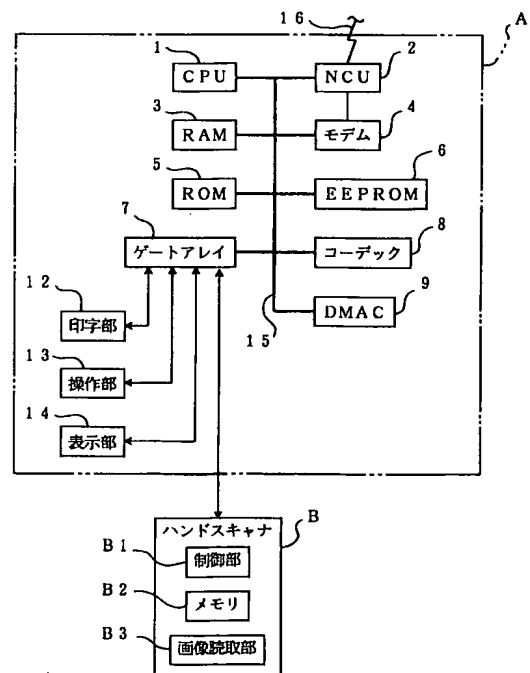 16
A
1
CPU
NCU
2
3
RAM
モデム
4
5
ROM
EEPROM
6
7
ゲートアレイ
コーデック
8
12
印字部
DMAC
9
15
13
操作部
14
表示部
ハンドスキャナ
B
B1
制御部
B2
メモリ
B3
画像読取部